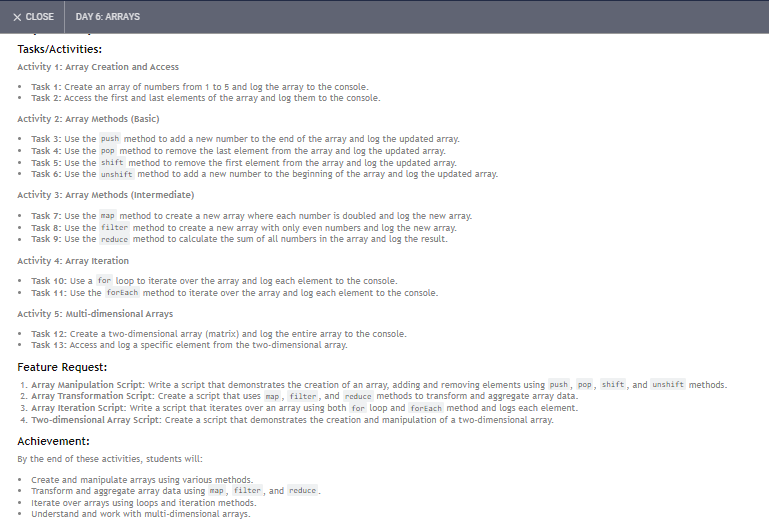 × CLOSE DAY 6: ARRAYS
Tasks/Activities:
Activity 1: Array Creation and Access
• Task 1: Create an array of numbers from 1 to 5 and log the array to the console.
• Task 2: Access the first and last elements of the array and log them to the console.
Activity 2: Array Methods (Basic)
• Task 3: Use the push method to add a new number to the end of the array and log the updated array.
• Task 4: Use the pop method to remove the last element from the array and log the updated array.
• Task 5: Use the shift method to remove the first element from the array and log the updated array.
• Task 6: Use the unshift method to add a new number to the beginning of the array and log the updated array.
Activity 3: Array Methods (Intermediate)
• Task 7: Use the map method to create a new array where each number is doubled and log the new array.
• Task 8: Use the filter method to create a new array with only even numbers and log the new array.
• Task 9: Use the reduce method to calculate the sum of all numbers in the array and log the result.
Activity 4: Array Iteration
• Task 10: Use a for loop to iterate over the array and log each element to the console.
• Task 11: Use the forEach method to iterate over the array and log each element to the console.
Activity 5: Multi-dimensional Arrays
• Task 12: Create a two-dimensional array (matrix) and log the entire array to the console.
• Task 13: Access and log a specific element from the two-dimensional array.
Feature Request:
1. Array Manipulation Script: Write a script that demonstrates the creation of an array, adding and removing elements using push, pop, shift, and unshift methods.
2. Array Transformation Script: Create a script that uses map, filter, and reduce methods to transform and aggregate array data.
3. Array Iteration Script: Write a script that iterates over an array using both for loop and forEach method and logs each element.
4. Two-dimensional Array Script: Create a script that demonstrates the creation and manipulation of a two-dimensional array.
Achievement:
By the end of these activities, students will:
• Create and manipulate arrays using various methods.
• Transform and aggregate array data using map, filter, and reduce.
• Iterate over arrays using loops and iteration methods.
• Understand and work with multi-dimensional arrays.